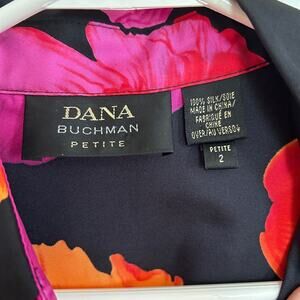 DANA
BUCHMAN
PETITE
100% SILK/SOIE
MADE IN CHINA/
FABRIQUÉ EN
CHINE
OVER/AU VERSO↳
PETITE
2